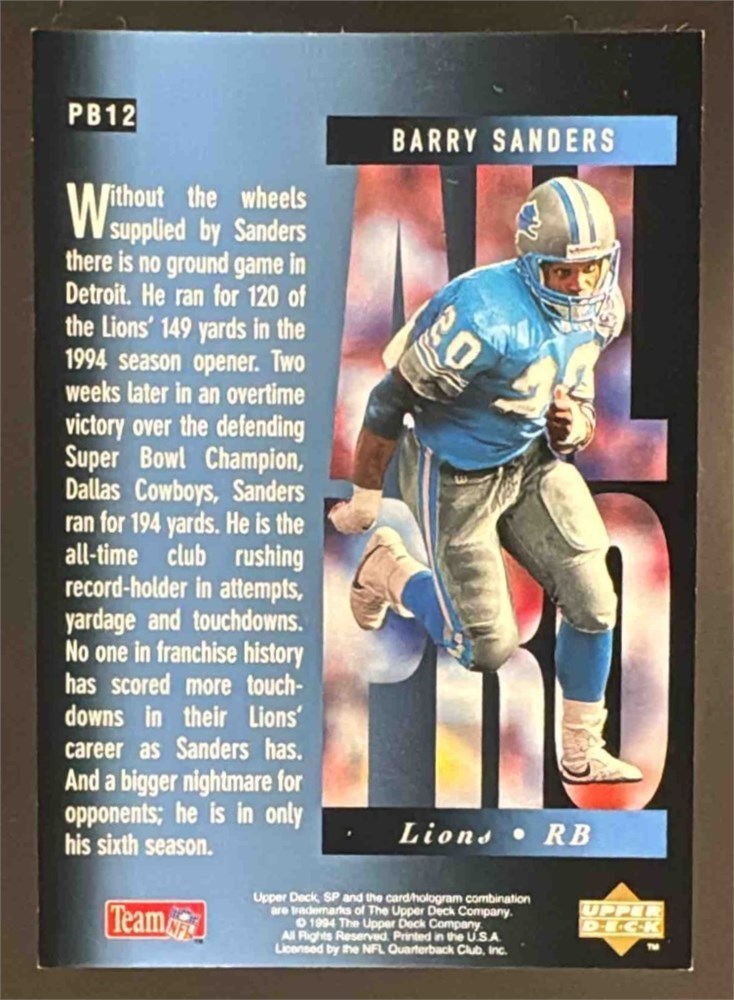 PB12
BARRY SANDERS
Without the wheels
supplied by Sanders
there is no ground game in
Detroit. He ran for 120 of
the Lions' 149 yards in the
1994 season opener. Two
weeks later in an overtime
victory over the defending
Super Bowl Champion,
Dallas Cowboys, Sanders
ran for 194 yards. He is the
all-time club rushing
record-holder in attempts,
yardage and touchdowns.
No one in franchise history
has scored more touch-
downs in their Lions'
career as Sanders has.
And a bigger nightmare for
opponents; he is in only
his sixth season.
ALL
PRO
20
20
Lions • RB
Team NFL
Upper Deck, SP and the card/hologram combination
are trademarks of The Upper Deck Company.
© 1994 The Upper Deck Company.
All Rights Reserved. Printed in the U.S.A.
Licensed by the NFL Quarterback Club, Inc.
UPPER
D·E·C·K
TM